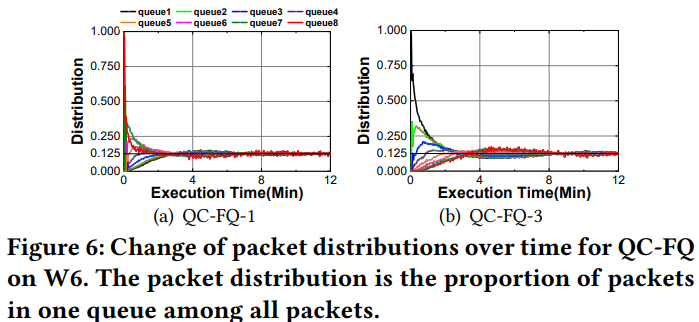 queue1 queue2 queue3 queue4
queue5 queue6 queue7 queue8
Distribution
1.000
0.750
0.500
0.250
0.125
0.000
0 4 8 12
Execution Time(Min)
(a) QC-FQ-1
Distribution
1.000
0.750
0.500
0.250
0.125
0.000
0 4 8 12
Execution Time(Min)
(b) QC-FQ-3
Figure 6: Change of packet distributions over time for QC-FQ
on W6. The packet distribution is the proportion of packets
in one queue among all packets.